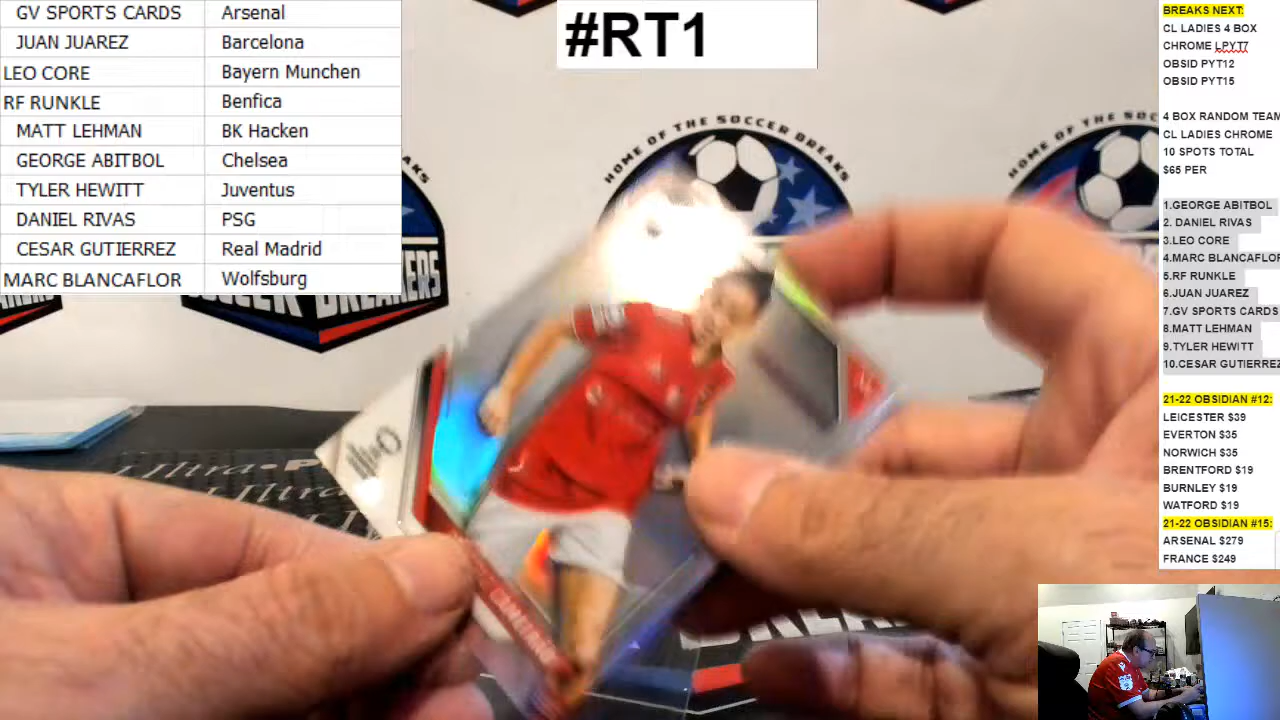 GV SPORTS CARDS Arsenal
JUAN JUAREZ Barcelona
LEO CORE Bayern Munchen
RF RUNKLE Benfica
MATT LEHMAN BK Hacken
GEORGE ABITBOL Chelsea
TYLER HEWITT Juventus
DANIEL RIVAS PSG
CESAR GUTIERREZ Real Madrid
MARC BLANCAFLOR Wolfsburg
#RT1
BREAKS NEXT:
CL LADIES 4 BOX
CHROME LPYT7
OBSID PYT12
OBSID PYT15
4 BOX RANDOM TEAM
CL LADIES CHROME
10 SPOTS TOTAL
$65 PER
1.GEORGE ABITBOL
2. DANIEL RIVAS
3.LEO CORE
4.MARC BLANCAFLOR
5.RF RUNKLE
6.JUAN JUAREZ
7.GV SPORTS CARDS
8.MATT LEHMAN
9.TYLER HEWITT
10.CESAR GUTIERREZ
21-22 OBSIDIAN #12:
LEICESTER $39
EVERTON $35
NORWICH $35
BRENTFORD $19
BURNLEY $19
WATFORD $19
21-22 OBSIDIAN #15:
ARSENAL $279
FRANCE $249
HOME OF THE SOCCER BREAKS
HOME OF THE SOC
SOCCER BREAKERS